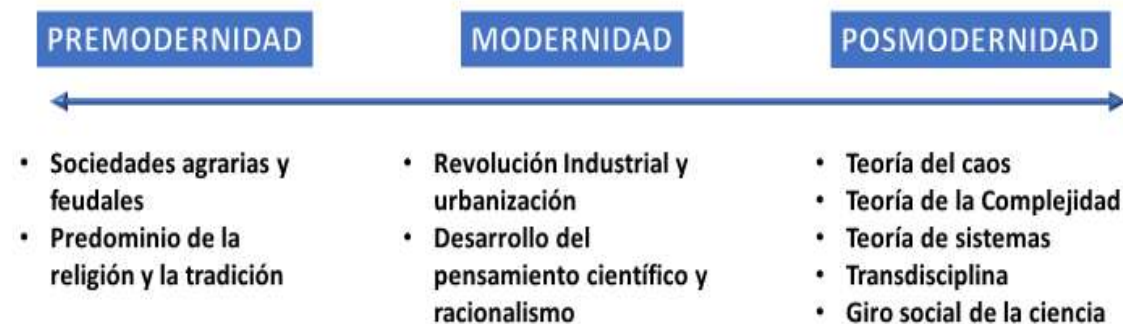 PREMODERNIDAD
MODERNIDAD
POSMODERNIDAD
• Sociedades agrarias y
feudales
• Predominio de la
religión y la tradición
• Revolución Industrial y
urbanización
• Desarrollo del
pensamiento científico y
racionalismo
• Teoría del caos
• Teoría de la Complejidad
• Teoría de sistemas
• Transdisciplina
• Giro social de la ciencia